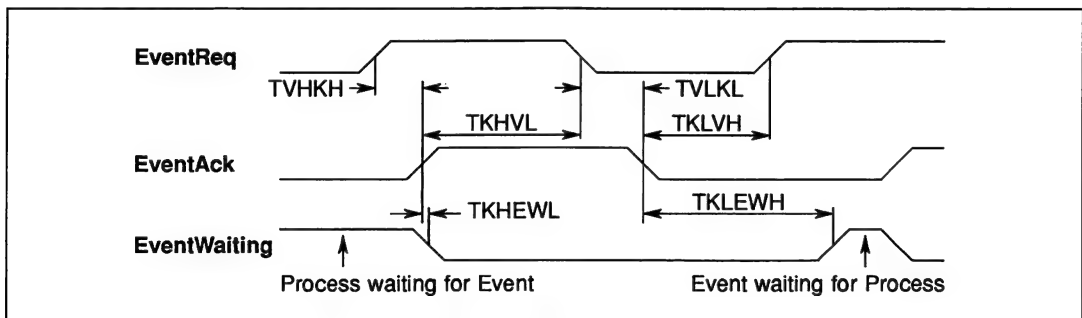 EventReq
TVHKH
TVLKL
TKHVL
TKLVH
EventAck
TKHEWL
TKLEWH
EventWaiting
Process waiting for Event
Event waiting for Process